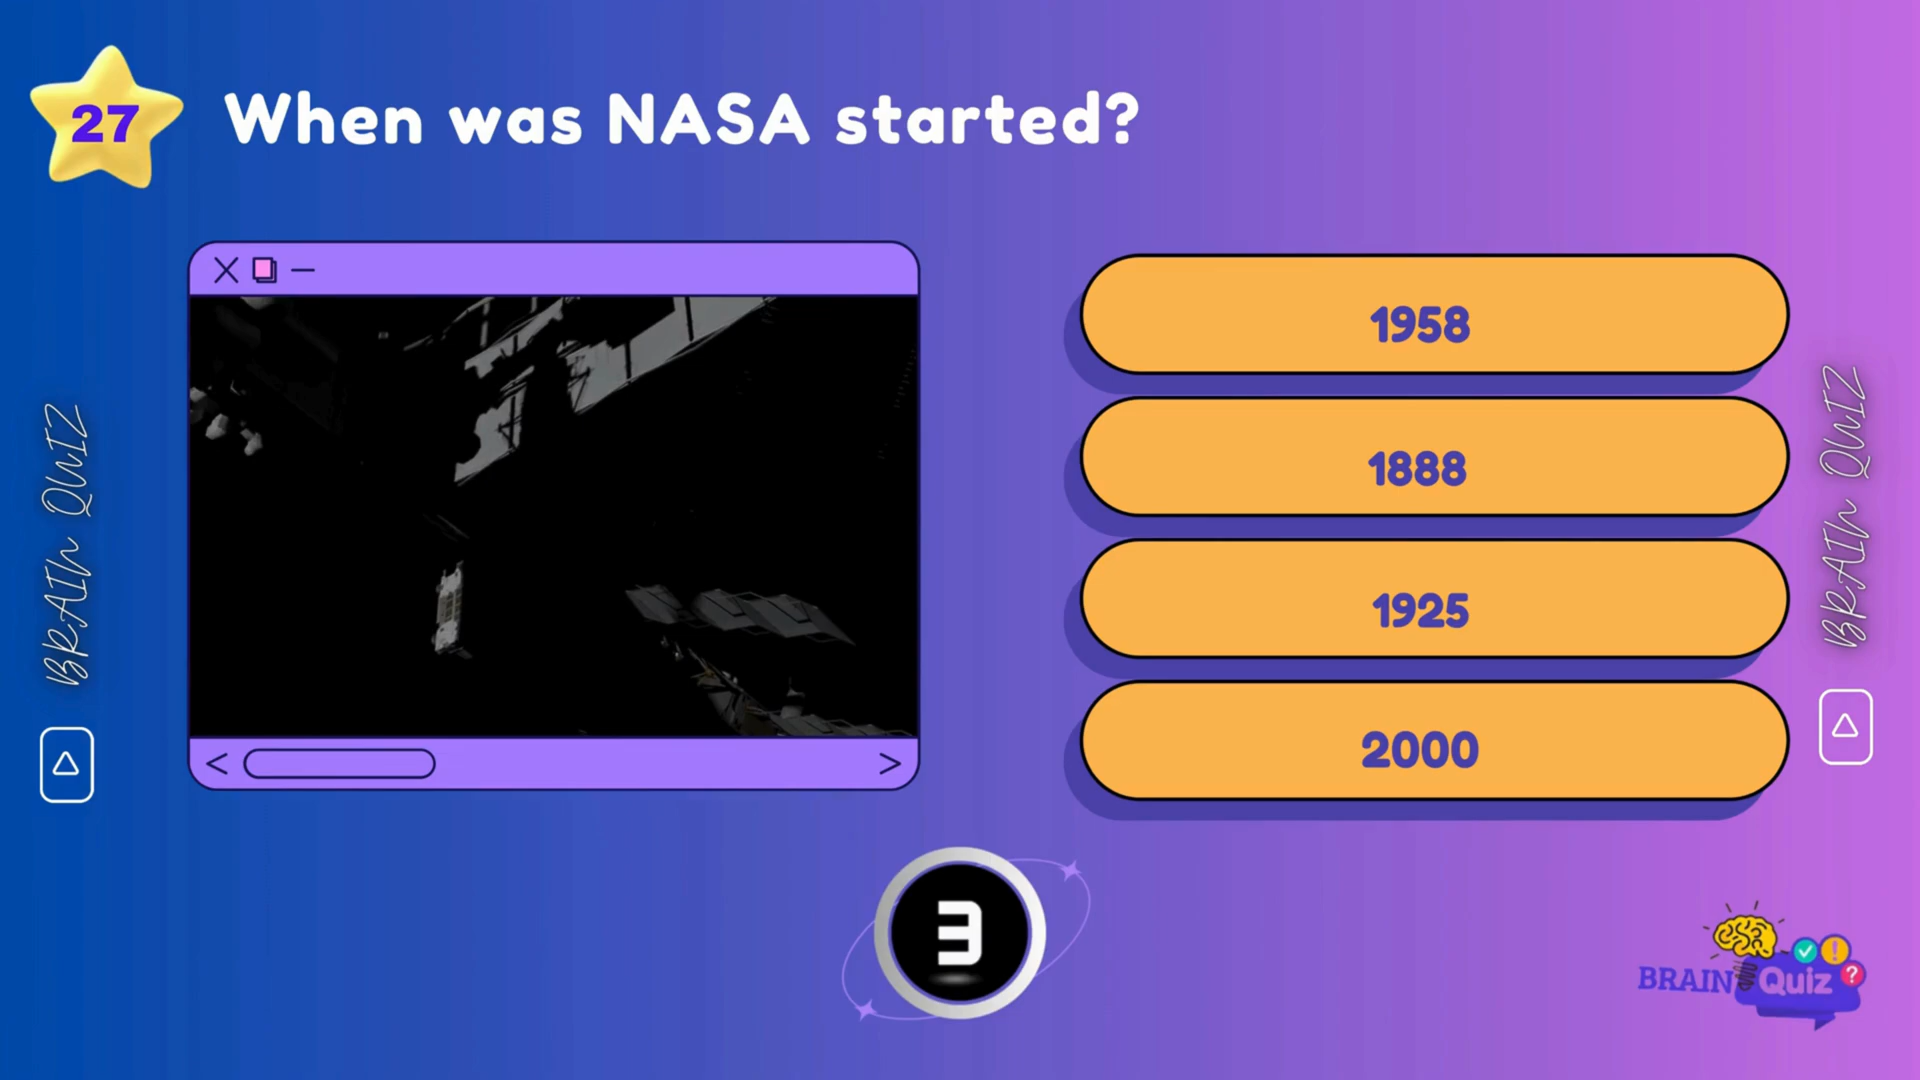 27
When was NASA started?
1958
1888
1925
2000
3
BRAIN QUIZ
BRAIN QUIZ
BRAIN Quiz